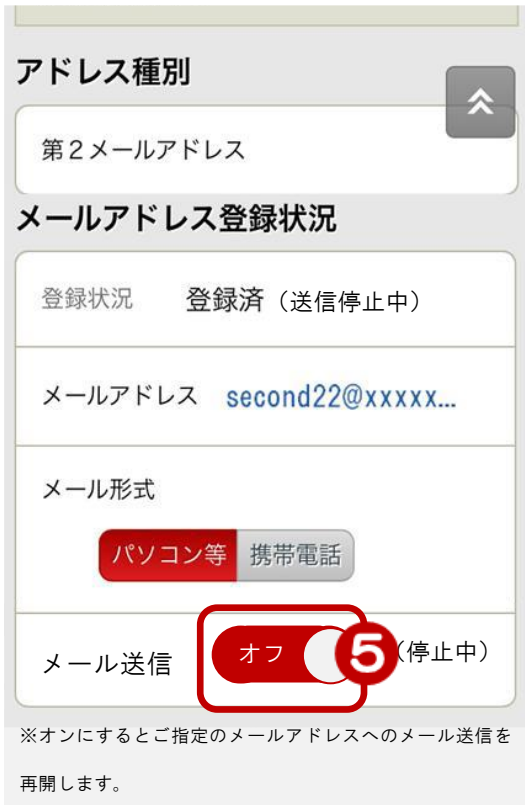 アドレス種別
第2メールアドレス
メールアドレス登録状況
登録状況 登録済（送信停止中）
メールアドレス second22@xxxxx...
メール形式
パソコン等 携帯電話
メール送信 オフ 5 (停止中）
※オンにするとご指定のメールアドレスへのメール送信を
再開します。